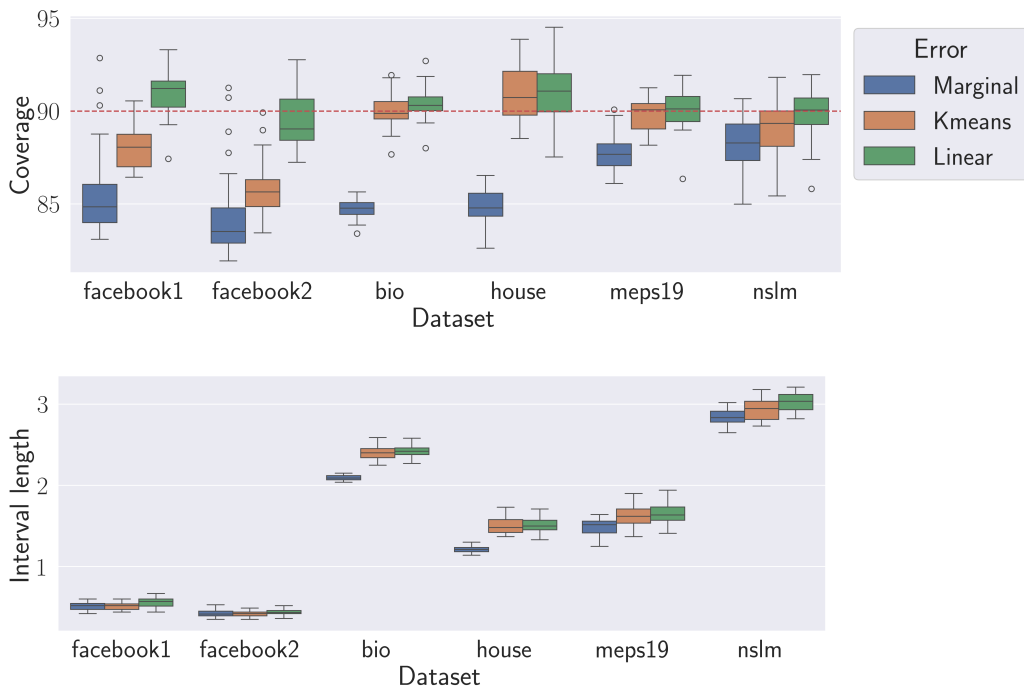 95
90
85
Coverage
facebook1 facebook2 bio house meps19 nslm
Dataset
Error
Marginal
Kmeans
Linear
3
2
1
Interval length
facebook1 facebook2 bio house meps19 nslm
Dataset